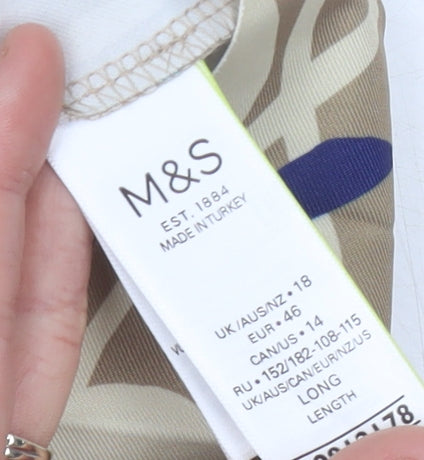 M&S
EST. 1884
MADE IN TURKEY
UK/AUS/NZ • 18
EUR • 46
CAN/US • 14
RU • 152/182-108-115
UK/AUS/CAN/EUR/NZ/US
LONG
LENGTH